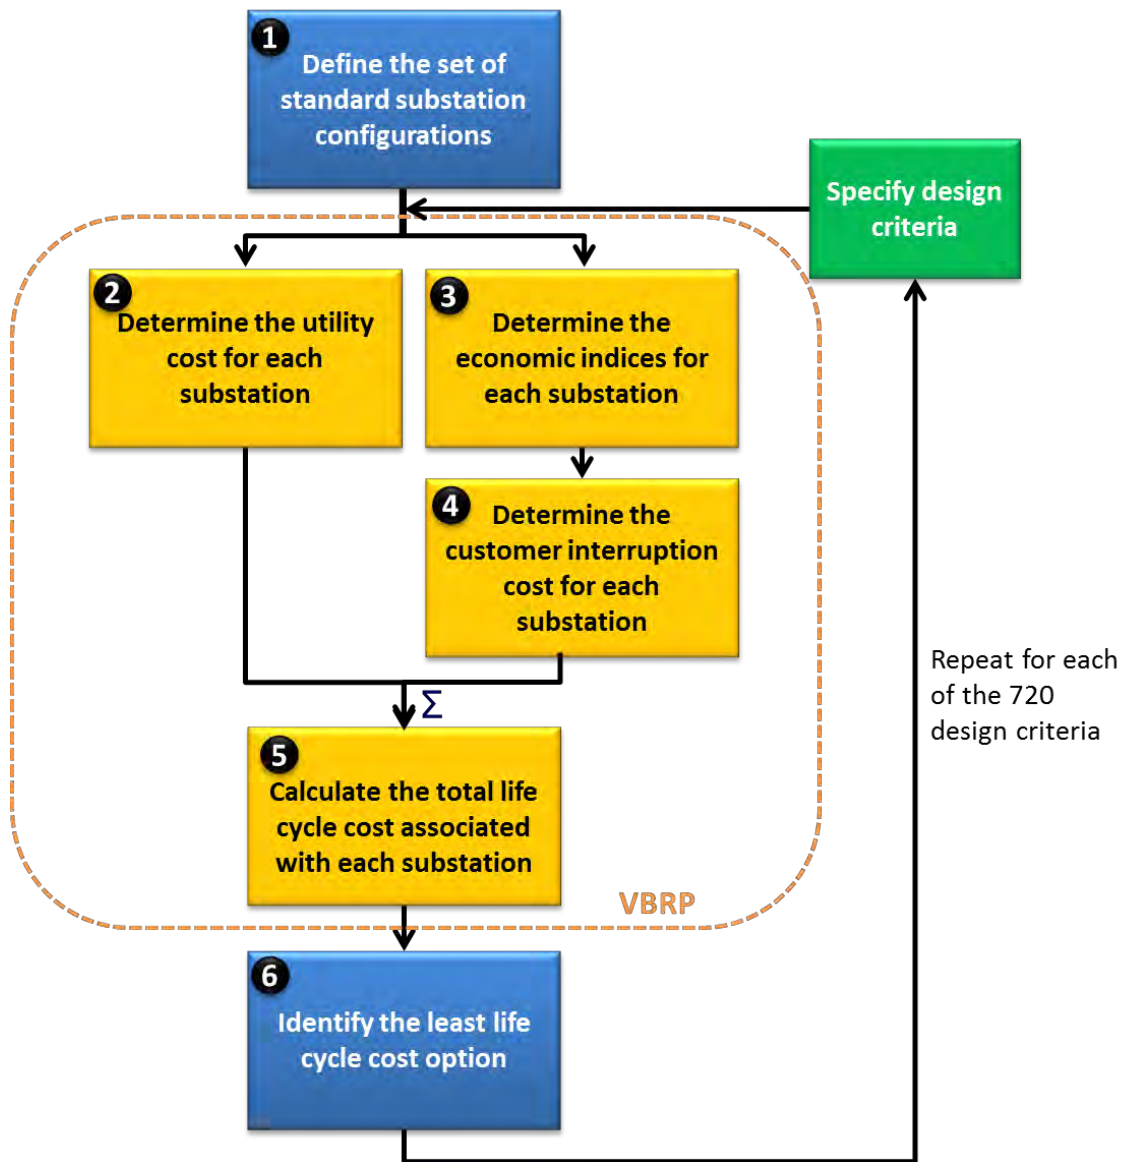 1
Define the set of
standard substation
configurations
Specify design
criteria
2
Determine the utility
cost for each
substation
3
Determine the
economic indices for
each substation
4
Determine the
customer interruption
cost for each
substation
Σ
Repeat for each
of the 720
design criteria
5
Calculate the total life
cycle cost associated
with each substation
VBRP
6
Identify the least life
cycle cost option